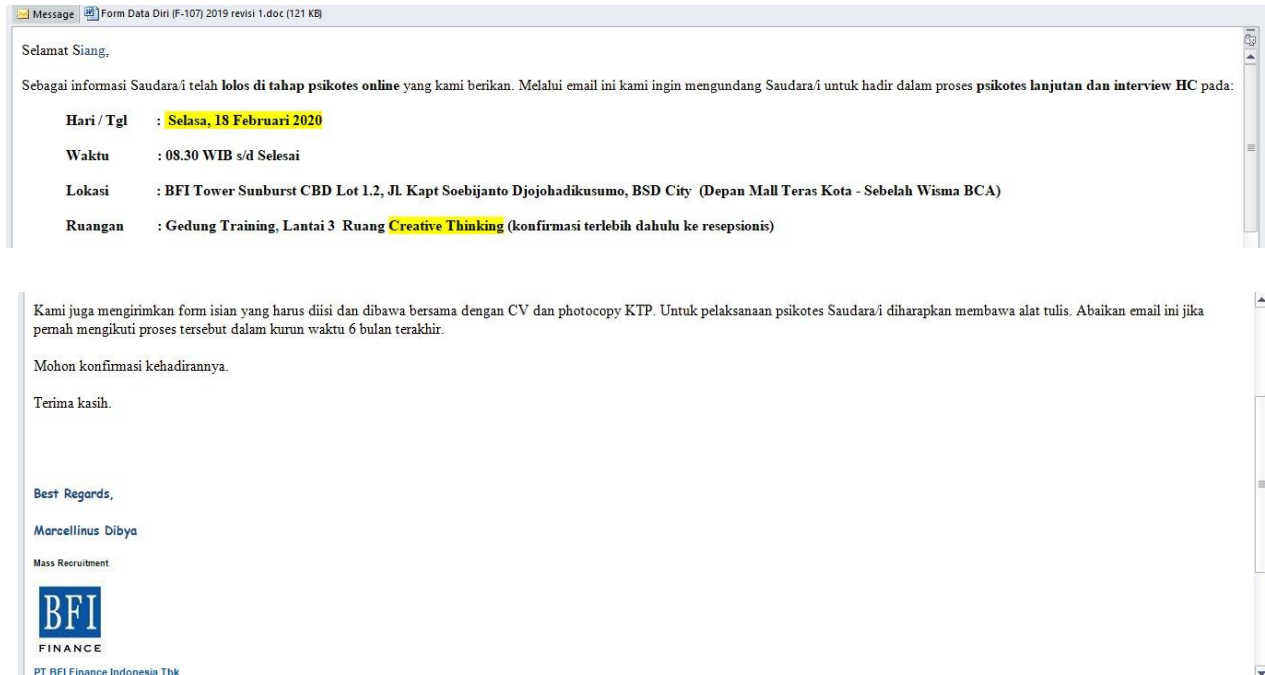 Message Form Data Diri (F-107) 2019 revisi 1.doc (121 KB)
Selamat Siang,
Sebagai informasi Saudara/i telah lolos di tahap psikotes online yang kami berikan. Melalui email ini kami ingin mengundang Saudara/i untuk hadir dalam proses psikotes lanjutan dan interview HC pada:
Hari / Tgl : Selasa, 18 Februari 2020
Waktu : 08.30 WIB s/d Selesai
Lokasi : BFI Tower Sunburst CBD Lot 1.2, Jl. Kapt Soebijanto Djojohadikusumo, BSD City (Depan Mall Teras Kota - Sebelah Wisma BCA)
Ruangan : Gedung Training, Lantai 3 Ruang Creative Thinking (konfirmasi terlebih dahulu ke resepsionis)
Kami juga mengirimkan form isian yang harus diisi dan dibawa bersama dengan CV dan photocopy KTP. Untuk pelaksanaan psikotes Saudara/i diharapkan membawa alat tulis. Abaikan email ini jika
pernah mengikuti proses tersebut dalam kurun waktu 6 bulan terakhir.
Mohon konfirmasi kehadirannya.
Terima kasih.
Best Regards,
Marcellinus Dibya
Mass Recruitment
BFI
FINANCE
PT BFI Finance Indonesia Tbk